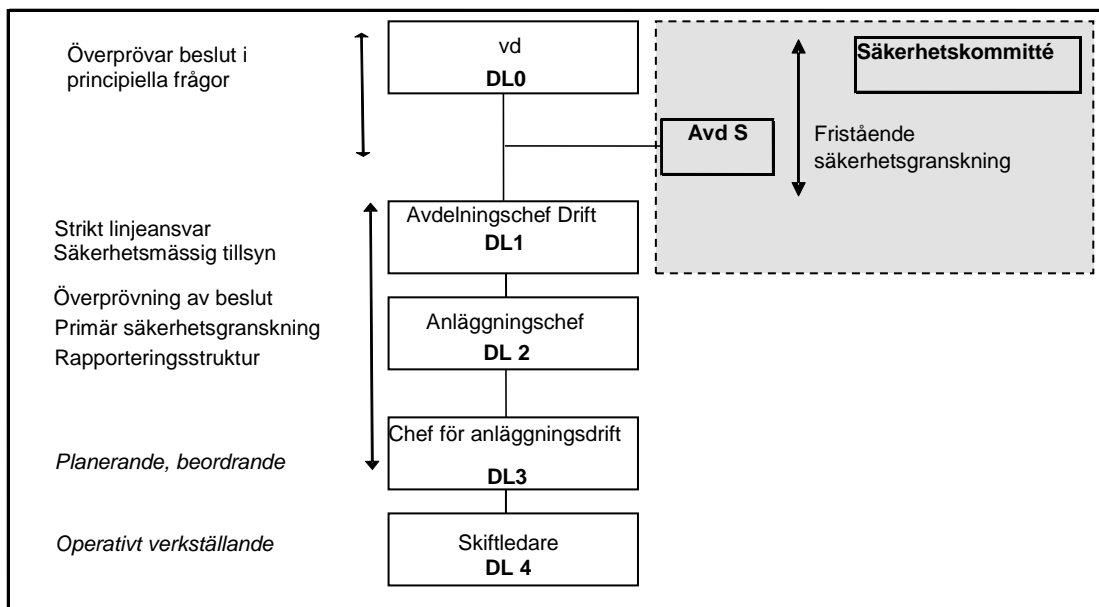 Överprövar beslut i
principiella frågor
vd
DL0
Säkerhetskommitté
Avd S
Fristående
säkerhetsgranskning
Strikt linjeansvar
Säkerhetsmässig tillsyn
Avdelningschef Drift
DL1
Överprövning av beslut
Primär säkerhetsgranskning
Rapporteringsstruktur
Anläggningschef
DL 2
Planerande, beordrande
Chef för anläggningsdrift
DL3
Operativt verkställande
Skiftledare
DL 4